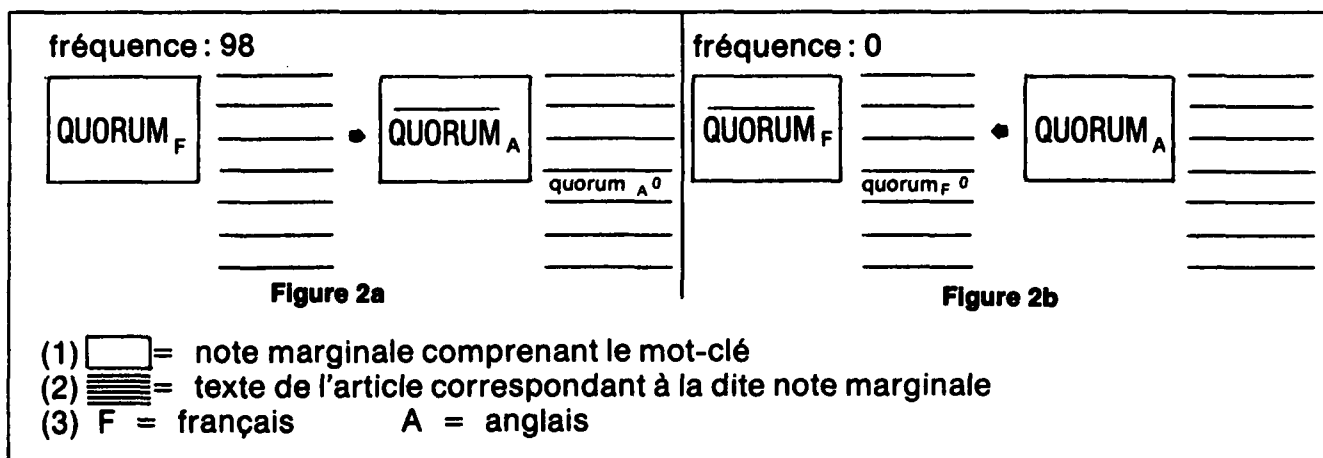 fréquence : 98
QUORUM F QUORUM A
quorum A 0
Figure 2a
fréquence : 0
QUORUM F QUORUM A
quorum F 0
Figure 2b
(1) = note marginale comprenant le mot-clé
(2) = texte de l'article correspondant à la dite note marginale
(3) F = français A = anglais